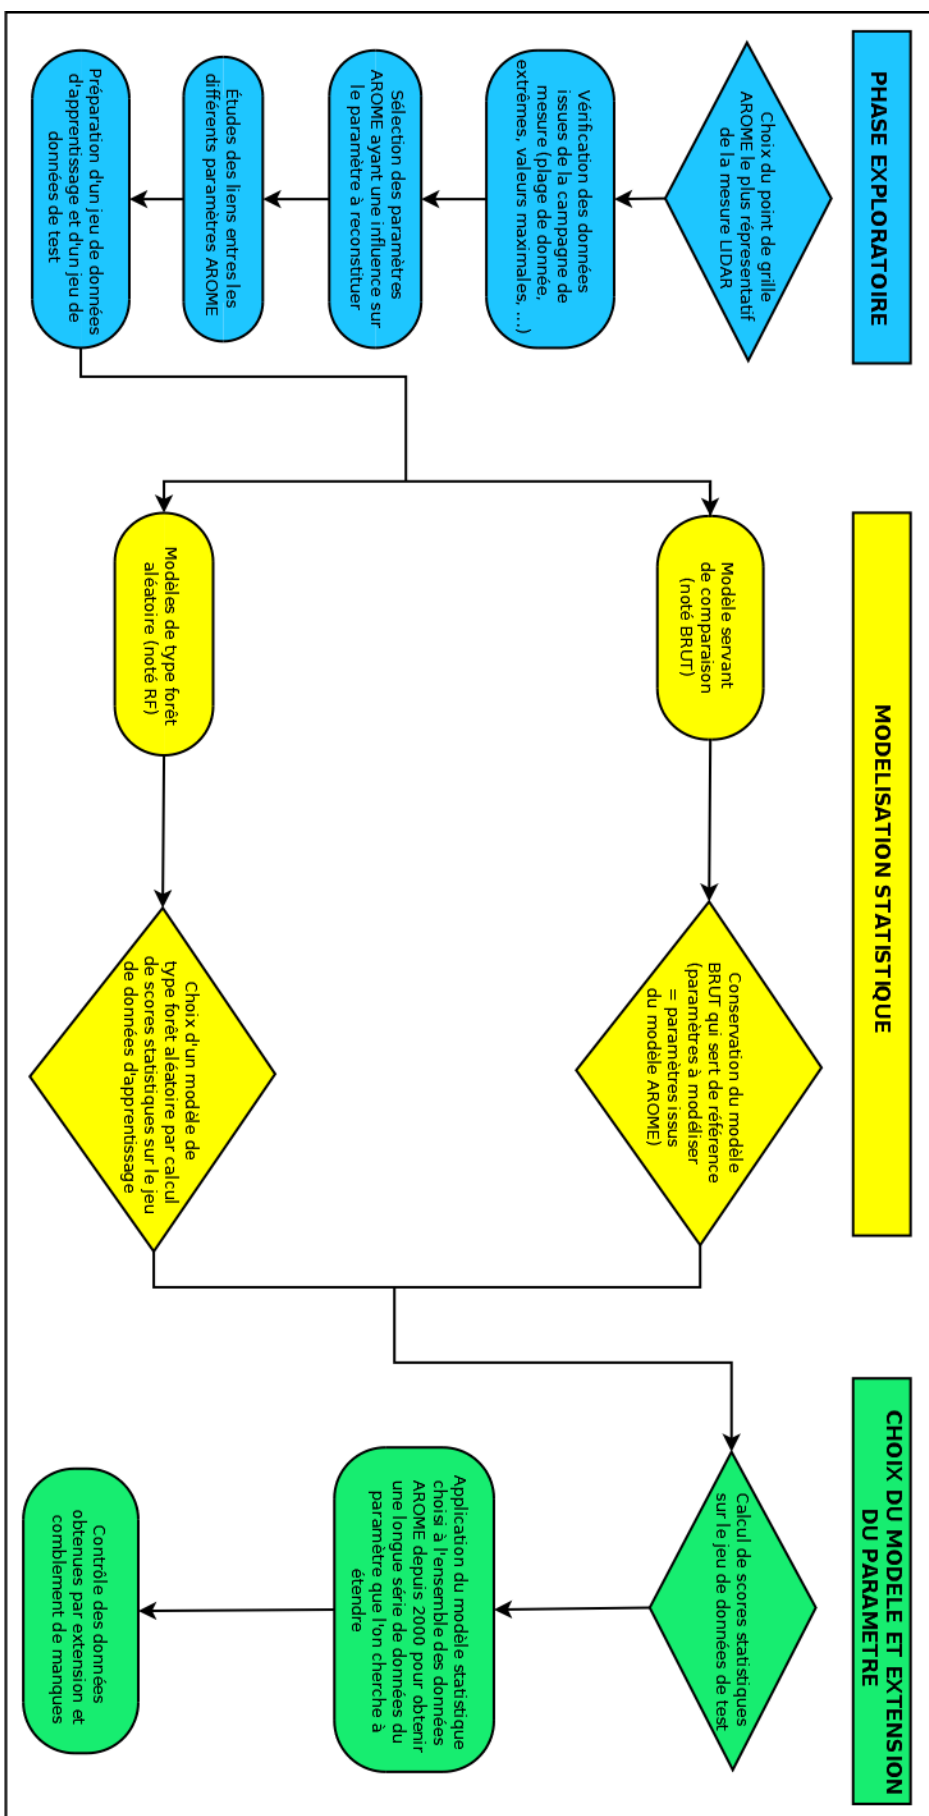 PHASE EXPLORATOIRE
Choix du point de grille
AROME le plus répresentatif
de la mesure LIDAR
Vérification des données
issues de la campagne de
mesure (plage de donnée,
extrêmes, valeurs maximales, ...)
Sélection des paramètres
AROME ayant une influence sur
le paramètre à reconstituer
Études des liens entres les
différents paramètres AROME
Préparation d'un jeu de données
d'apprentissage et d'un jeu de
données de test
MODELISATION STATISTIQUE
Modèle servant
de comparaison
(noté BRUT)
Conservation du modèle
BRUT qui sert de référence
(paramètres à modéliser
= paramètres issus
du modèle AROME)
Modèles de type forêt
aléatoire (noté RF)
Choix d'un modèle de
type forêt aléatoire par calcul
de scores statistiques sur le jeu
de données d'apprentissage
CHOIX DU MODELE ET EXTENSION
DU PARAMETRE
Calcul de scores statistiques
sur le jeu de données de test
Application du modèle statistique
choisi à l'ensemble des données
AROME depuis 2000 pour obtenir
une longue série de données du
paramètre que l'on cherche à
étendre
Contrôle des données
obtenues par extension et
comblement de manques